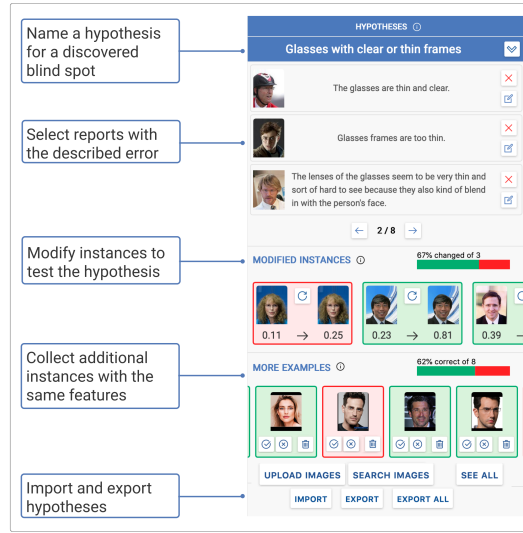 Name a hypothesis
for a discovered
blind spot
Select reports with
the described error
Modify instances to
test the hypothesis
Collect additional
instances with the
same features
Import and export
hypotheses
HYPOTHESES
Glasses with clear or thin frames
The glasses are thin and clear.
Glasses frames are too thin.
The lenses of the glasses seem to be very thin and
sort of hard to see because they also kind of blend
in with the person's face.
← 2 / 8 →
MODIFIED INSTANCES 67% changed of 3
0.11 → 0.25 0.23 → 0.81 0.39 →
MORE EXAMPLES 62% correct of 8
UPLOAD IMAGES SEARCH IMAGES SEE ALL
IMPORT EXPORT EXPORT ALL